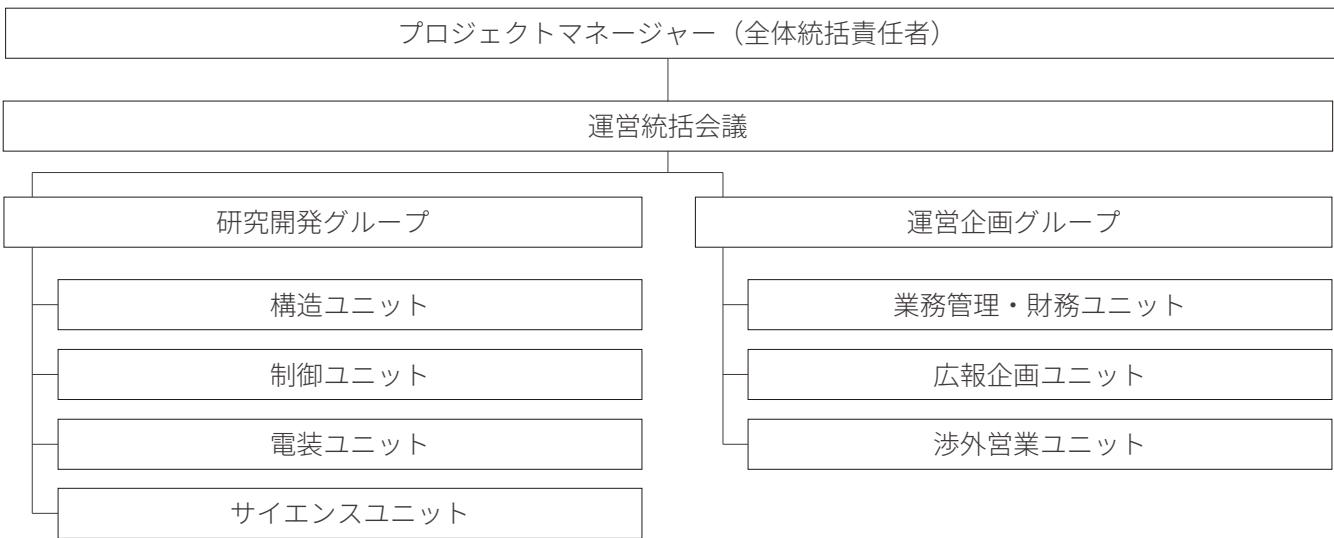 プロジェクトマネージャー（全体統括責任者）
運営統括会議
研究開発グループ
構造ユニット
制御ユニット
電装ユニット
サイエンスユニット
運営企画グループ
業務管理・財務ユニット
広報企画ユニット
渉外営業ユニット